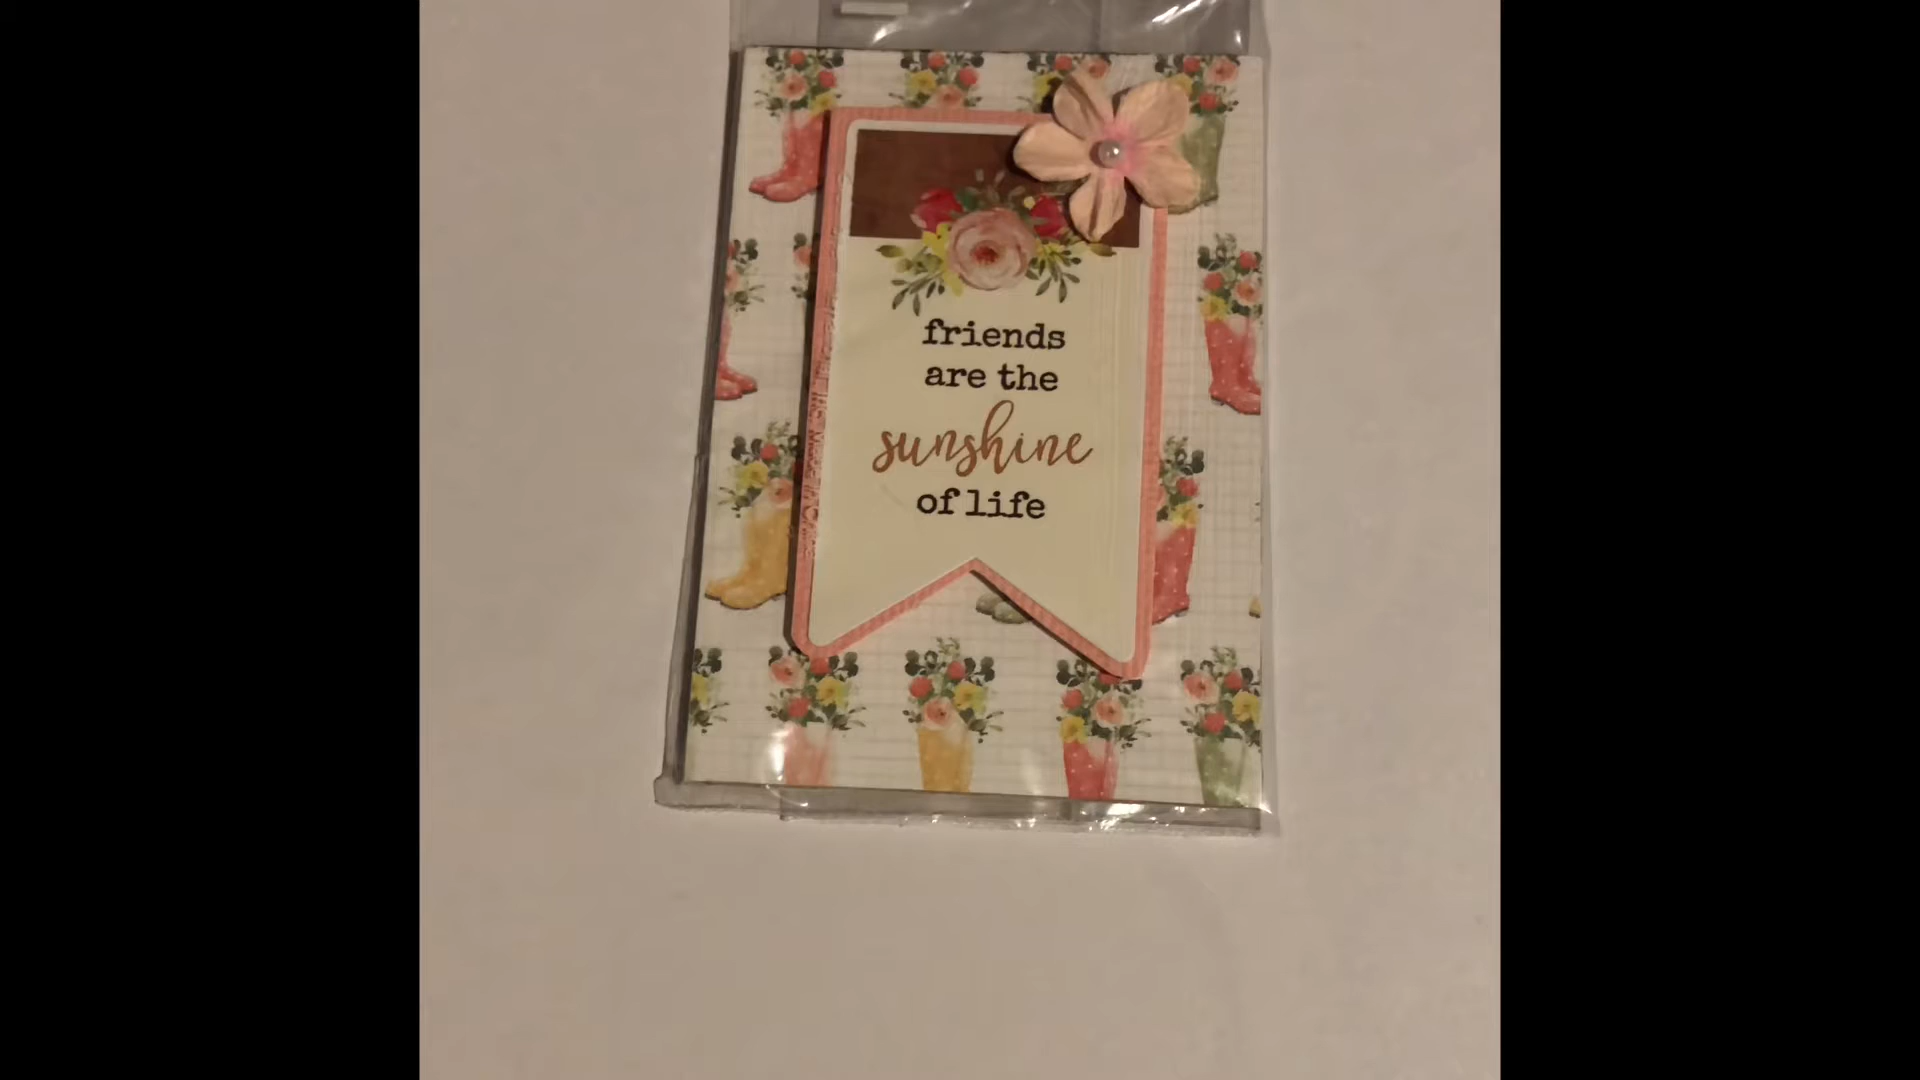 friends
are the
sunshine
of life